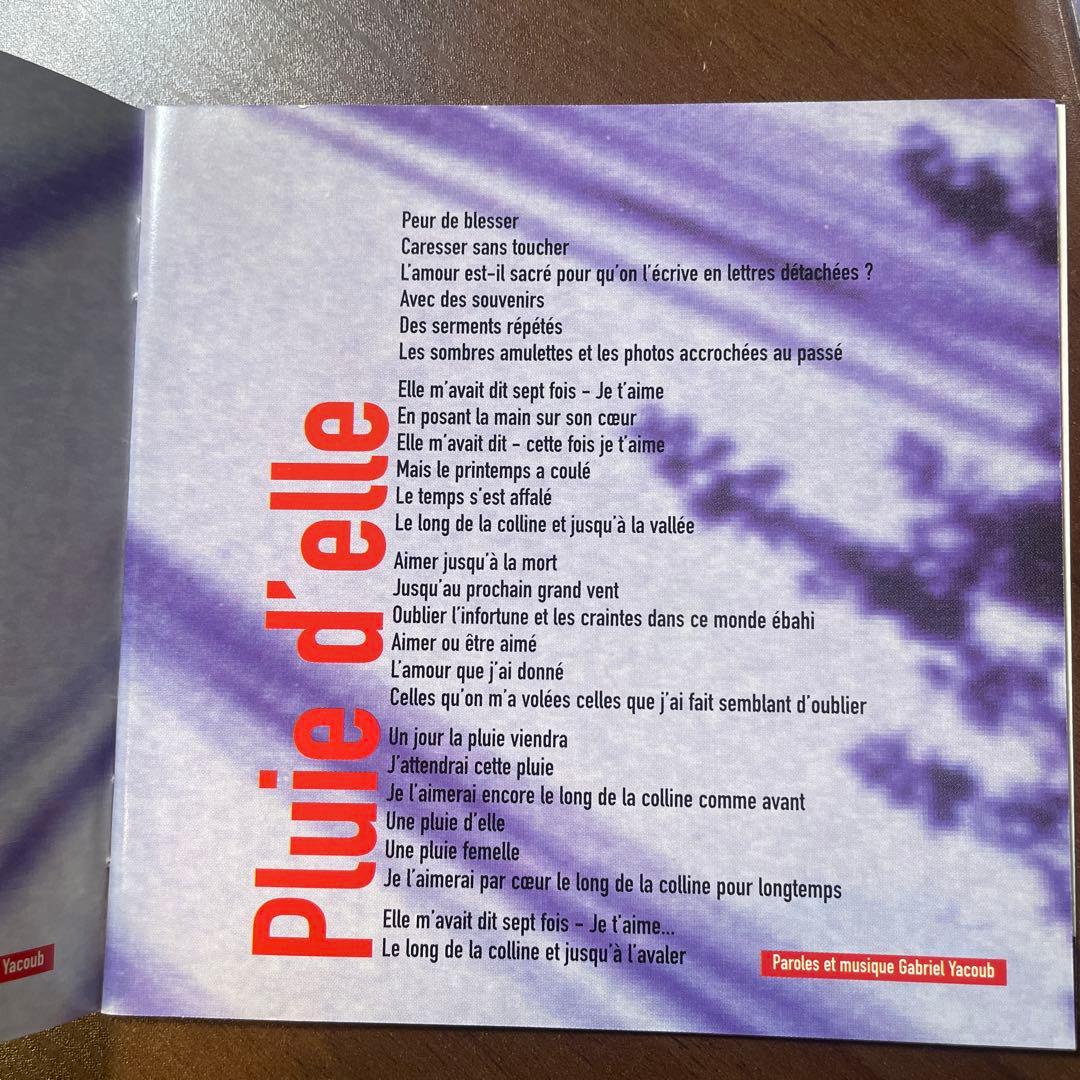 Pluie d'elle
Peur de blesser
Caresser sans toucher
L'amour est-il sacré pour qu'on l'écrive en lettres détachées ?
Avec des souvenirs
Des serments répétés
Les sombres amulettes et les photos accrochées au passé
Elle m'avait dit sept fois – Je t'aime
En posant la main sur son cœur
Elle m'avait dit – cette fois je t'aime
Mais le printemps a coulé
Le temps s'est affalé
Le long de la colline et jusqu'à la vallée
Aimer jusqu'à la mort
Jusqu'au prochain grand vent
Oublier l'infortune et les craintes dans ce monde ébahi
Aimer ou être aimé
L'amour que j'ai donné
Celles qu'on m'a volées celles que j'ai fait semblant d'oublier
Un jour la pluie viendra
J'attendrai cette pluie
Je l'aimerai encore le long de la colline comme avant
Une pluie d'elle
Une pluie femelle
Je l'aimerai par cœur le long de la colline pour longtemps
Elle m'avait dit sept fois – Je t'aime...
Le long de la colline et jusqu'à l'avaler
Paroles et musique Gabriel Yacoub
Yacoub